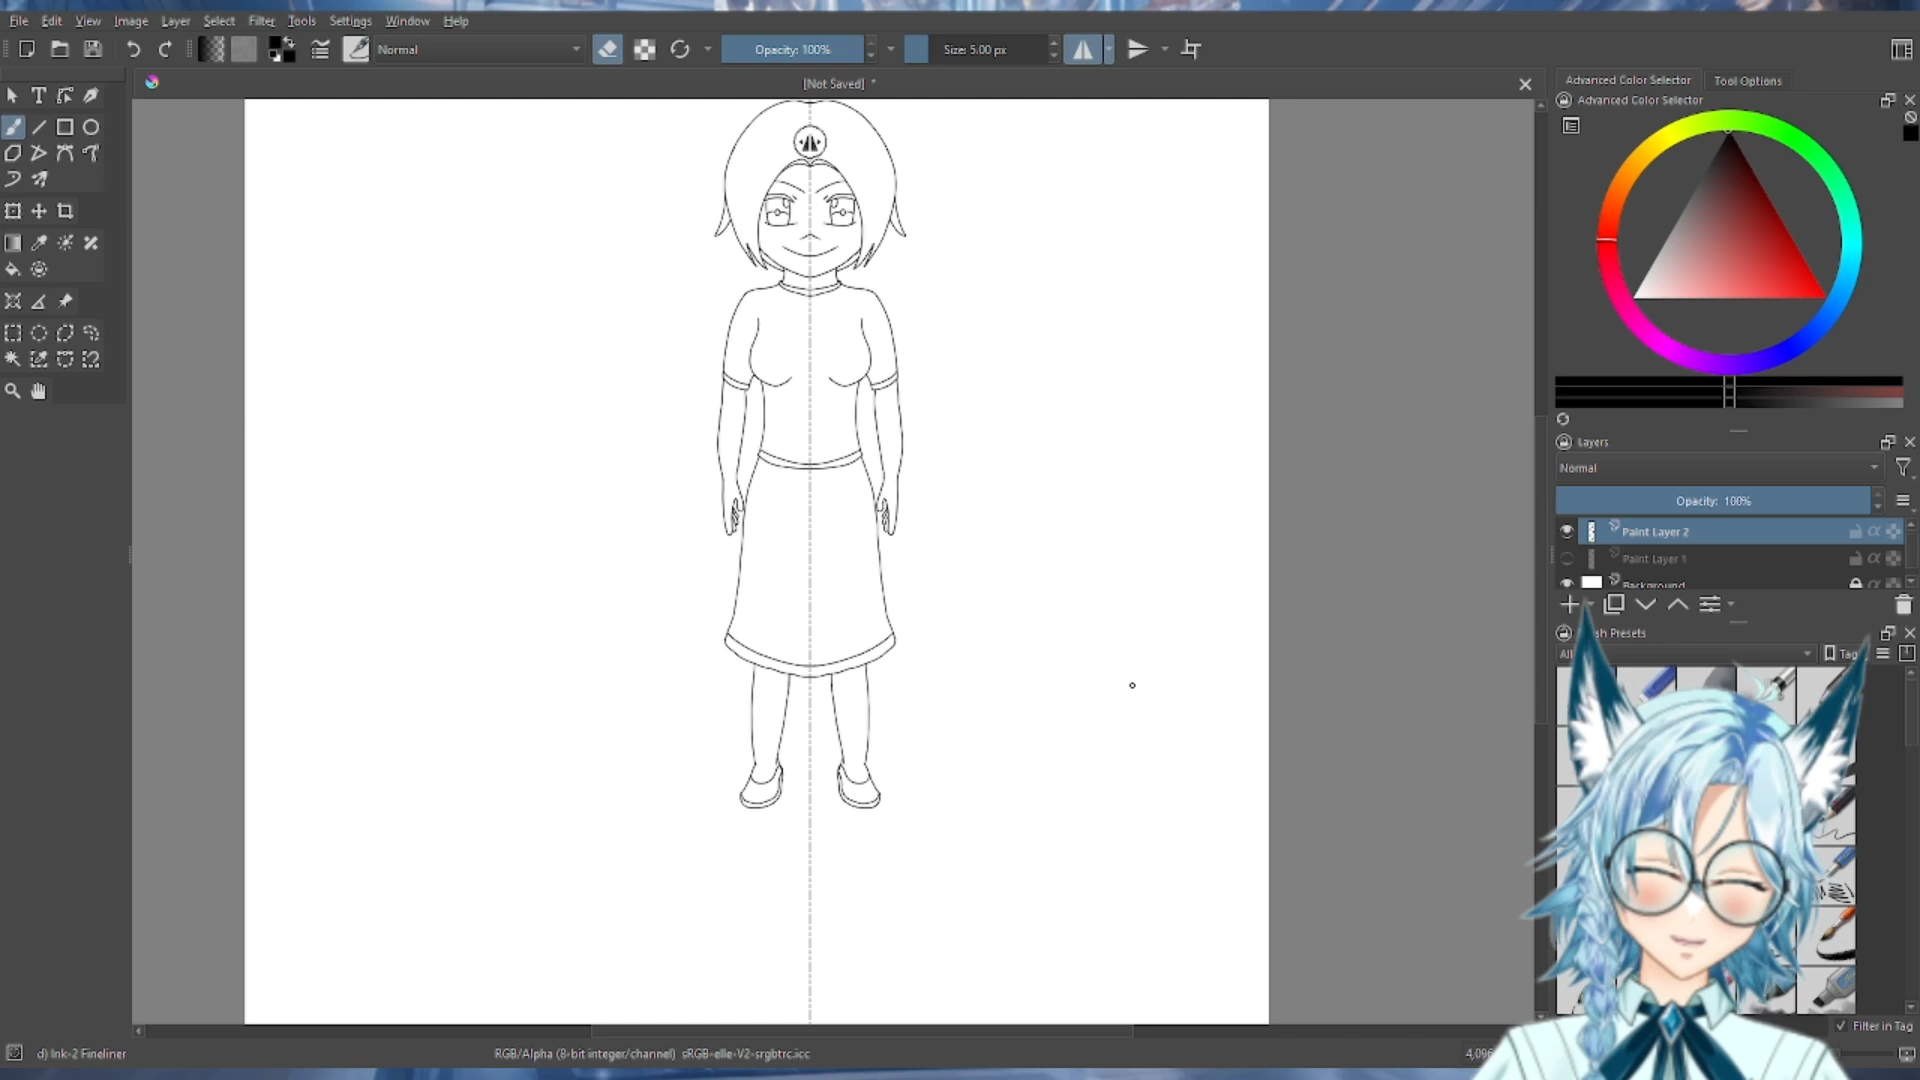 File Edit View Image Layer Select Filter Tools Settings Window Help
Normal
Opacity: 100%
Size: 5.00 px
[Not Saved] *
Advanced Color Selector
Tool Options
Advanced Color Selector
Layers
Normal
Opacity: 100%
Paint Layer 2
Paint Layer 1
Background
Presets
All
Tag
Filter in Tag
d) Ink-2 Fineliner
RGB/Alpha (8-bit integer/channel) sRGB-elle-V2-srgbtrc.icc
4,096